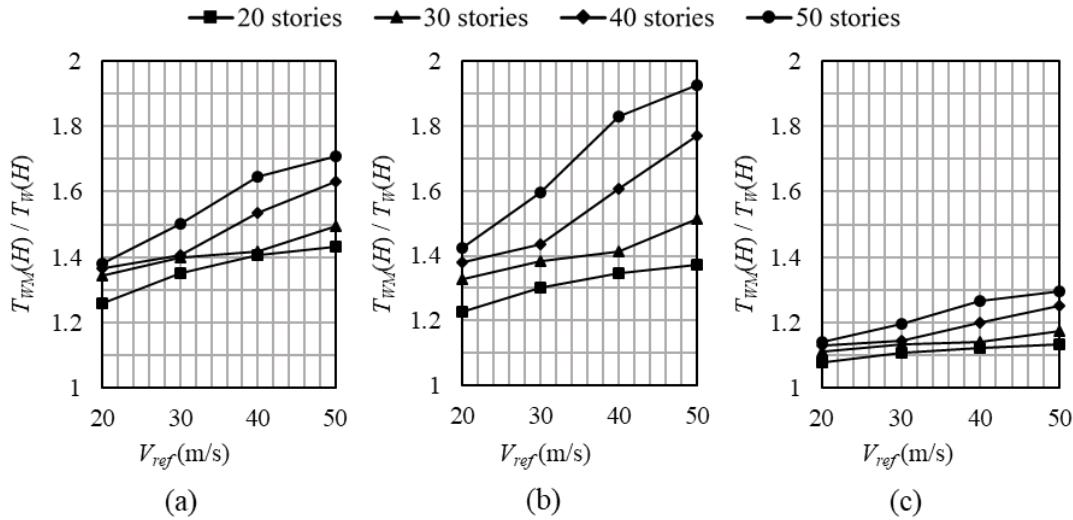 20 stories 30 stories 40 stories 50 stories
T_WM(H) / T_W(H)
2
1.8
1.6
1.4
1.2
1
20 30 40 50
V_ref (m/s)
(a)
T_WM(H) / T_W(H)
2
1.8
1.6
1.4
1.2
1
20 30 40 50
V_ref (m/s)
(b)
T_WM(H) / T_W(H)
2
1.8
1.6
1.4
1.2
1
20 30 40 50
V_ref (m/s)
(c)